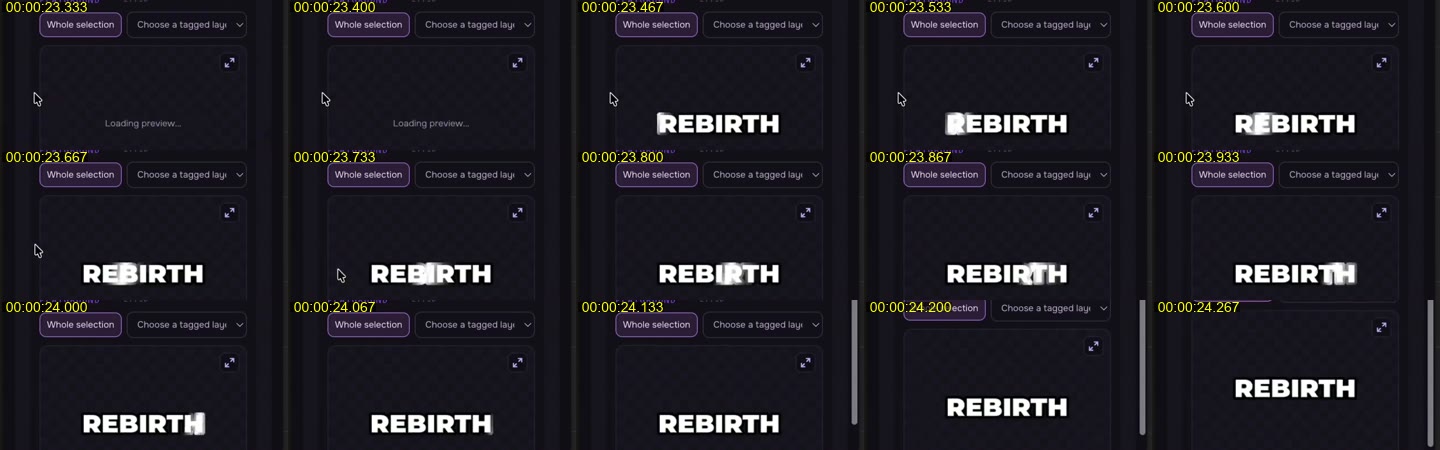 00:00:23.333 00:00:23.400 00:00:23.467 00:00:23.533 00:00:23.600
Whole selection Choose a tagged laye Whole selection Choose a tagged laye Whole selection Choose a tagged laye Whole selection Choose a tagged laye Whole selection Choose a tagged laye
Loading preview... Loading preview... REBIRTH REBIRTH REBIRTH
00:00:23.667 00:00:23.733 00:00:23.800 00:00:23.867 00:00:23.933
Whole selection Choose a tagged laye Whole selection Choose a tagged laye Whole selection Choose a tagged laye Whole selection Choose a tagged laye Whole selection Choose a tagged laye
REBIRTH REBIRTH REBIRTH REBIRTH REBIRTH
00:00:24.000 00:00:24.067 00:00:24.133 00:00:24.200 00:00:24.267
Whole selection Choose a tagged laye Whole selection Choose a tagged laye Whole selection Choose a tagged laye ection Choose a tagged laye
REBIRTH REBIRTH REBIRTH REBIRTH REBIRTH